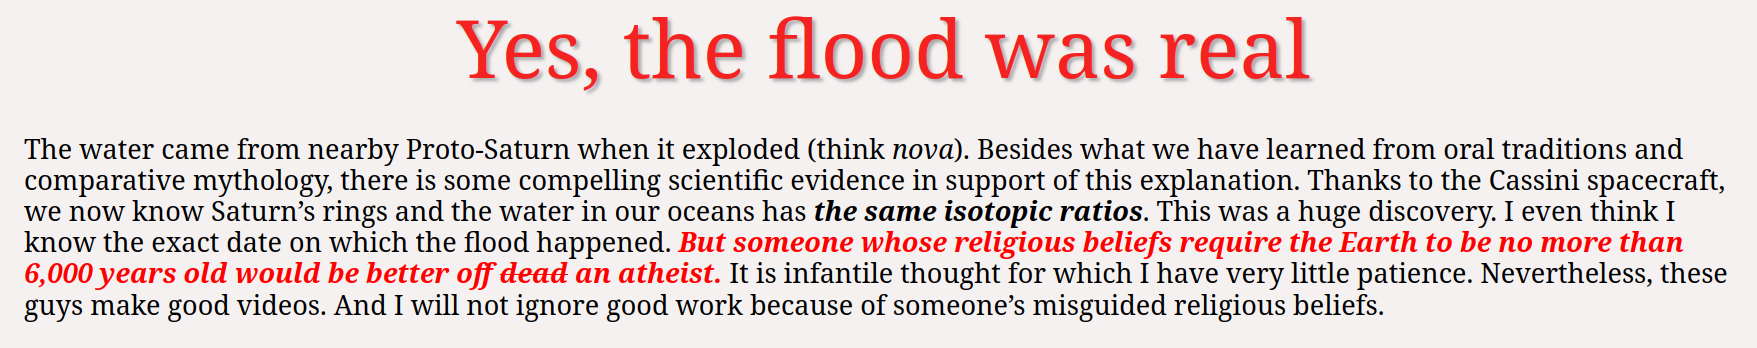 Yes, the flood was real
The water came from nearby Proto-Saturn when it exploded (think nova). Besides what we have learned from oral traditions and
comparative mythology, there is some compelling scientific evidence in support of this explanation. Thanks to the Cassini spacecraft,
we now know Saturn’s rings and the water in our oceans has the same isotopic ratios. This was a huge discovery. I even think I
know the exact date on which the flood happened. But someone whose religious beliefs require the Earth to be no more than
6,000 years old would be better off dead an atheist. It is infantile thought for which I have very little patience. Nevertheless, these
guys make good videos. And I will not ignore good work because of someone’s misguided religious beliefs.